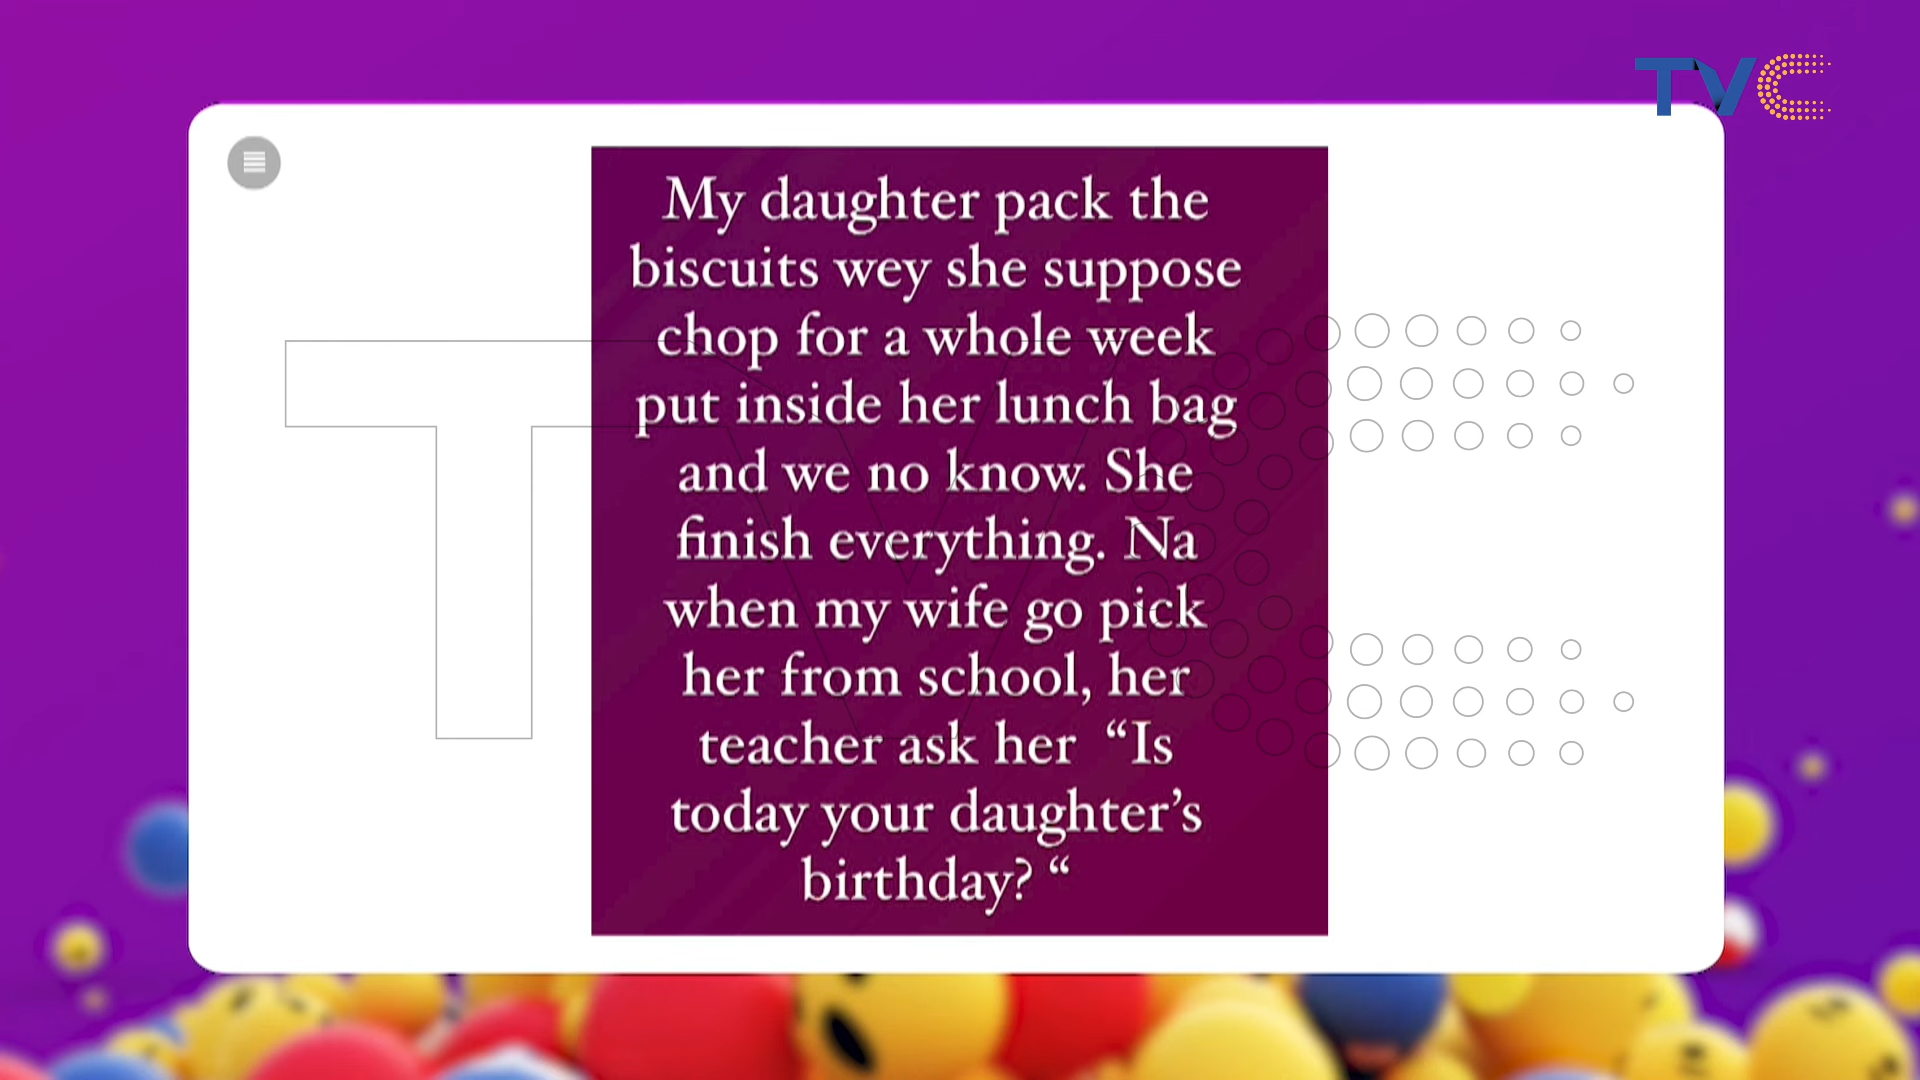 TVC
My daughter pack the
biscuits wey she suppose
chop for a whole week
put inside her lunch bag
and we no know. She
finish everything. Na
when my wife go pick
her from school, her
teacher ask her “Is
today your daughter’s
birthday? “